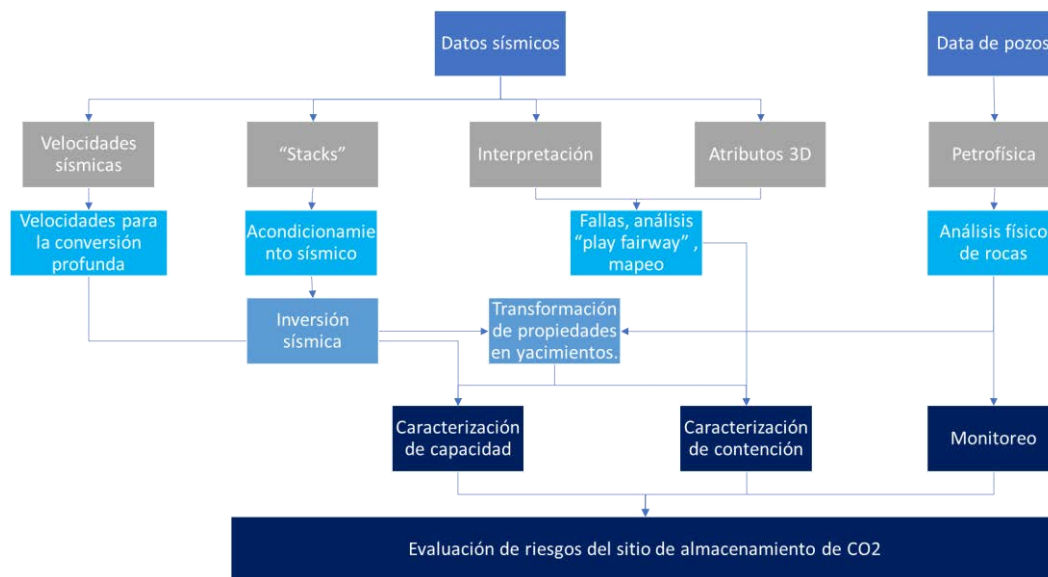 Datos sísmicos
Data de pozos
Velocidades
sísmicas
“Stacks”
Interpretación
Atributos 3D
Petrofísica
Velocidades para
la conversión
profunda
Acondicionamie
nto sísmico
Fallas, análisis
“play fairway” ,
mapeo
Análisis físico
de rocas
Inversión
sísmica
Transformación
de propiedades
en yacimientos.
Caracterización
de capacidad
Caracterización
de contención
Monitoreo
Evaluación de riesgos del sitio de almacenamiento de CO2